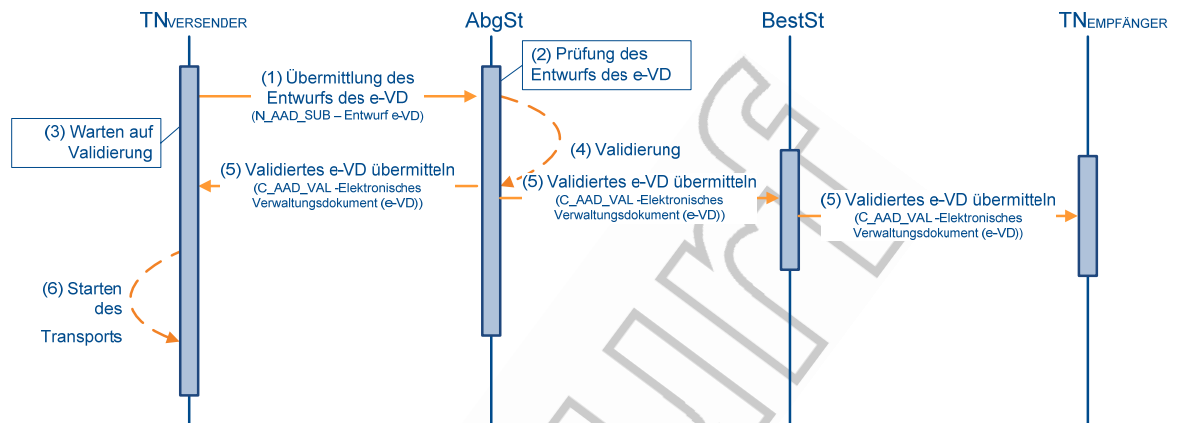 TNVERSENDER
AbgSt
BestSt
TNEMPFÄNGER
(1) Übermittlung des
Entwurfs des e-VD
(N_AAD_SUB – Entwurf e-VD)
(2) Prüfung des
Entwurfs des e-VD
(3) Warten auf
Validierung
(4) Validierung
(5) Validiertes e-VD übermitteln
(C_AAD_VAL -Elektronisches
Verwaltungsdokument (e-VD))
(5) Validiertes e-VD übermitteln
(C_AAD_VAL -Elektronisches
Verwaltungsdokument (e-VD))
(5) Validiertes e-VD übermitteln
(C_AAD_VAL -Elektronisches
Verwaltungsdokument (e-VD))
(6) Starten
des
Transports